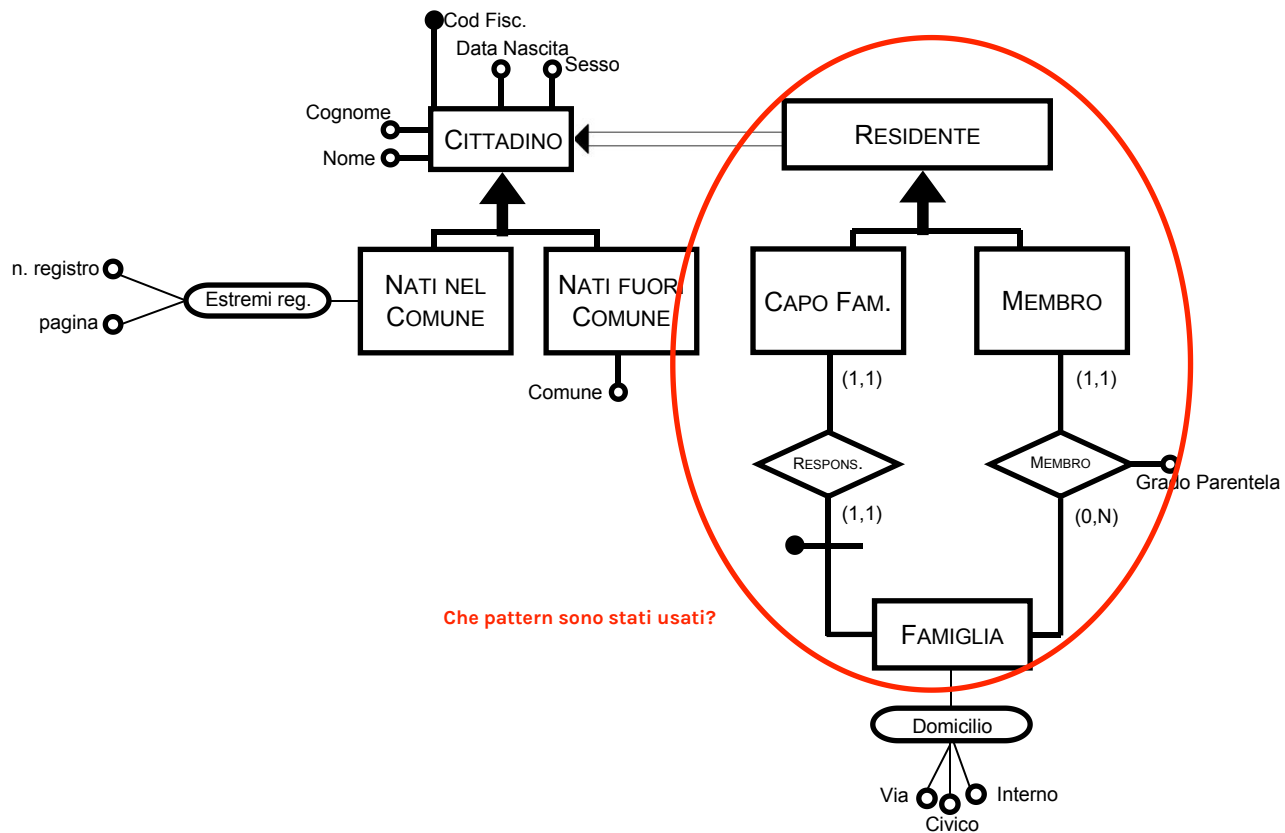 Cod Fisc.
Data Nascita
Sesso
Cognome
Nome
CITTADINO
RESIDENTE
n. registro
pagina
Estremi reg.
NATI NEL
COMUNE
NATI FUORI
COMUNE
Comune
CAPO FAM.
MEMBRO
(1,1)
(1,1)
RESPONS.
MEMBRO
Grado Parentela
(1,1)
(0,N)
Che pattern sono stati usati?
FAMIGLIA
Domicilio
Via
Civico
Interno